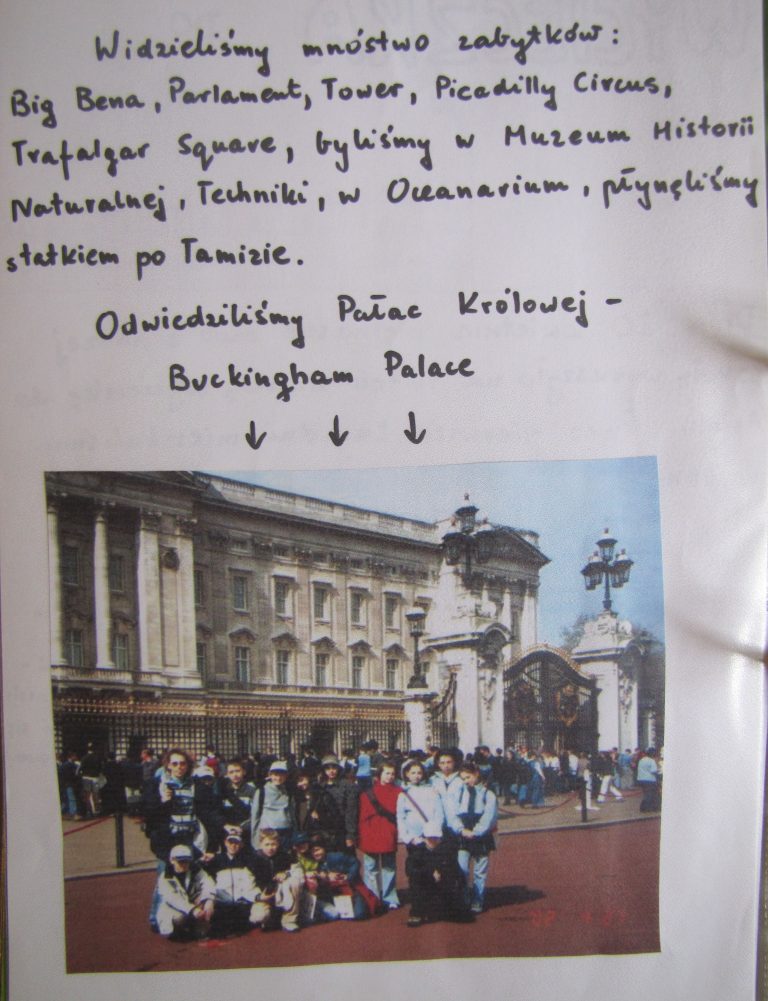 Widzieliśmy mnóstwo zabytków:
Big Bena, Parlament, Tower, Picadilly Circus,
Trafalgar Square, byliśmy w Muzeum Historii
Naturalnej, Techniki, w Oceanarium, płynęliśmy
statkiem po Tamizie.
Odwiedziliśmy Pałac Królowej -
Buckingham Palace
↓ ↓ ↓